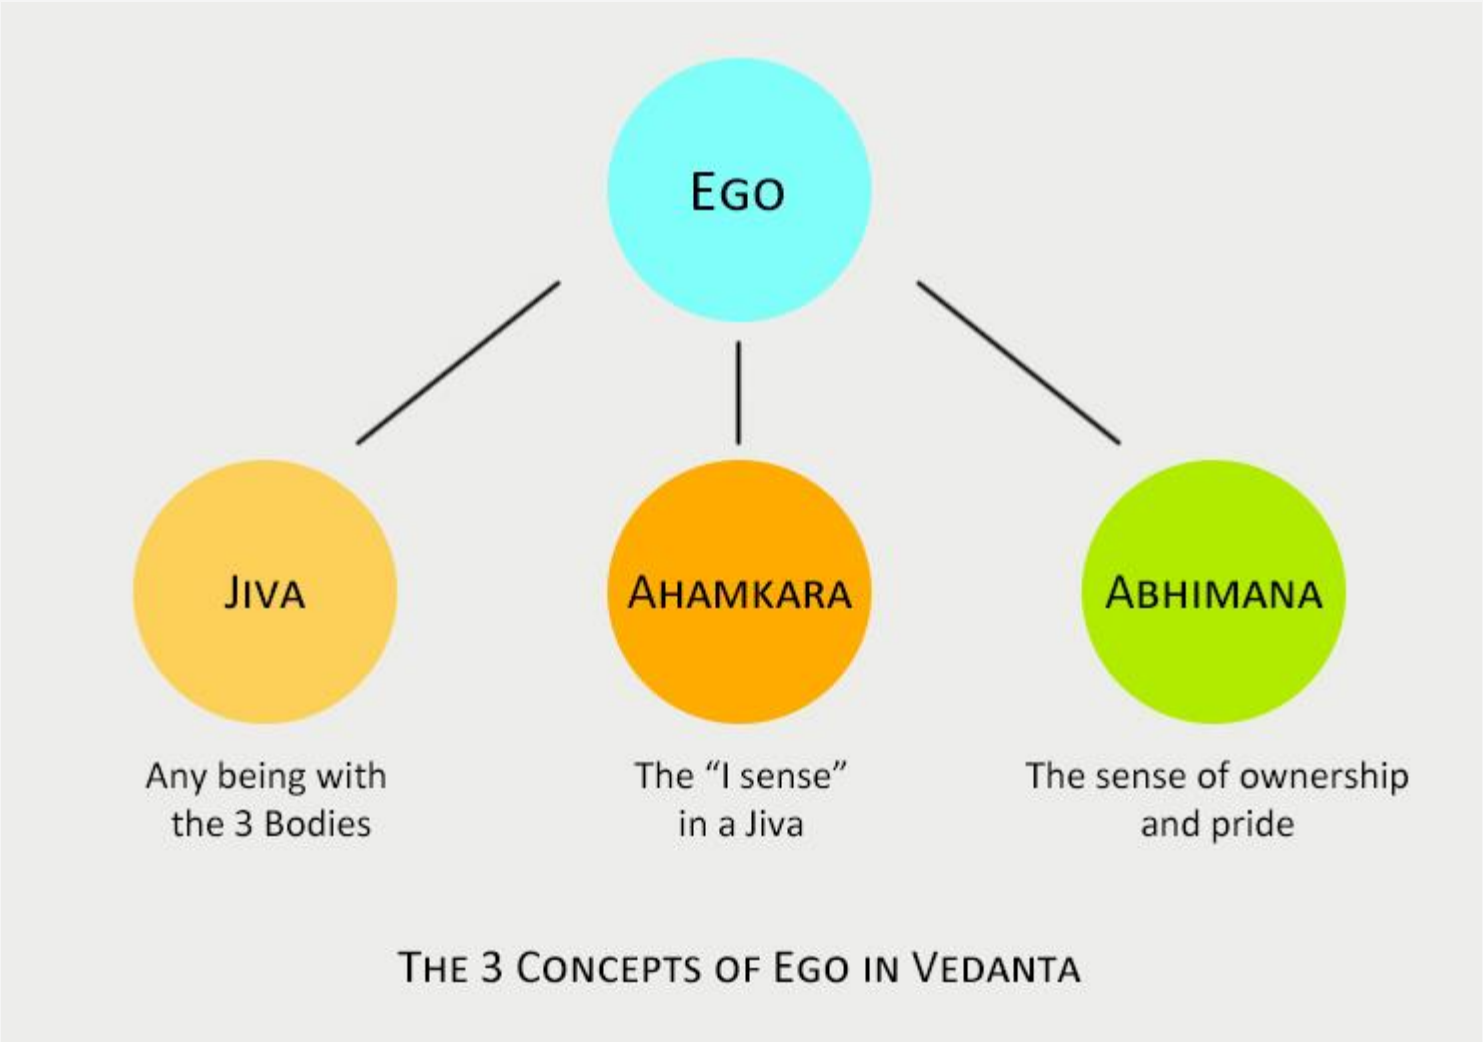 EGO
JIVA
AHAMKARA
ABHIMANA
Any being with
the 3 Bodies
The “I sense”
in a Jiva
The sense of ownership
and pride
THE 3 CONCEPTS OF EGO IN VEDANTA